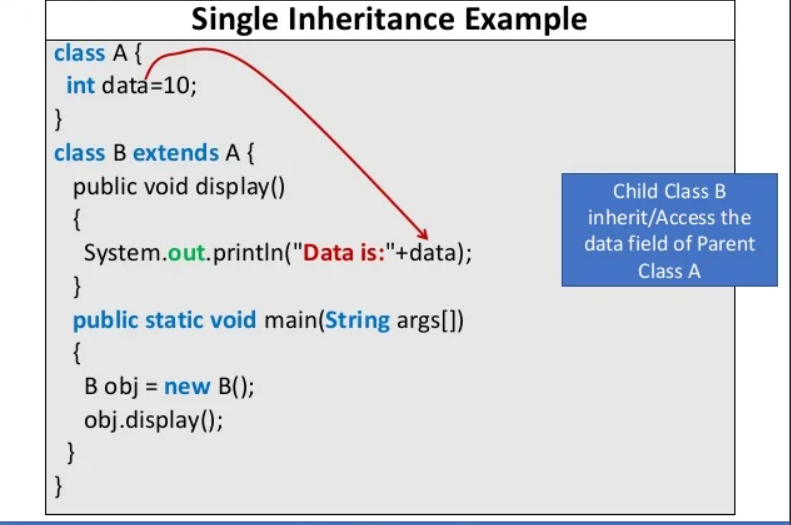 Single Inheritance Example
class A {
int data=10;
}
class B extends A {
public void display()
{
System.out.println("Data is:"+data);
}
public static void main(String args[])
{
B obj = new B();
obj.display();
}
}
Child Class B
inherit/Access the
data field of Parent
Class A